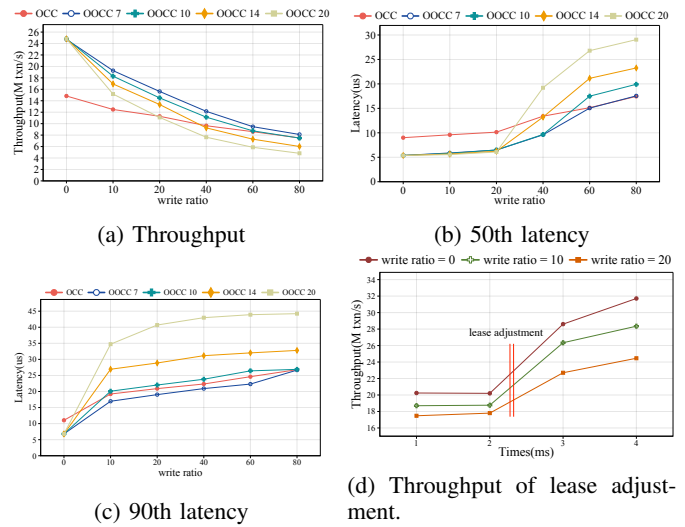 OCC OOCC 7 OOCC 10 OOCC 14 OOCC 20
Throughput(M txn/s)
26
24
22
20
18
16
14
12
10
8
6
4
2
0
0 10 20 40 60 80
write ratio
(a) Throughput
OCC OOCC 7 OOCC 10 OOCC 14 OOCC 20
Latency(us)
30
25
20
15
10
5
0
0 10 20 40 60 80
write ratio
(b) 50th latency
OCC OOCC 7 OOCC 10 OOCC 14 OOCC 20
Latency(us)
45
40
35
30
25
20
15
10
5
0
0 10 20 40 60 80
write ratio
(c) 90th latency
write ratio = 0 write ratio = 10 write ratio = 20
Throughput(M txn/s)
34
32
30
28
26
24
22
20
18
16
lease adjustment
1 2 3 4
Times(ms)
(d) Throughput of lease adjust-
ment.